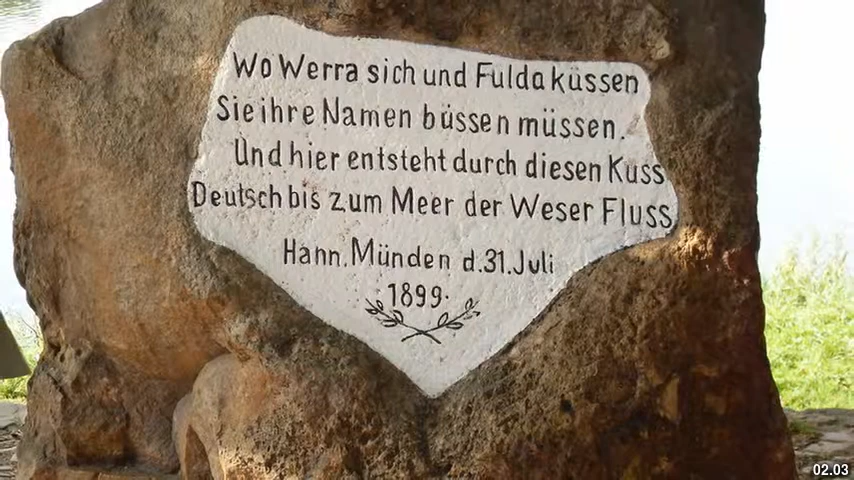 Wo Werra sich und Fulda küssen
Sie ihre Namen büssen müssen.
Und hier entsteht durch diesen Kuss
Deutsch bis zum Meer der Weser Fluss
Hann. Münden d. 31. Juli
1899.
02.03